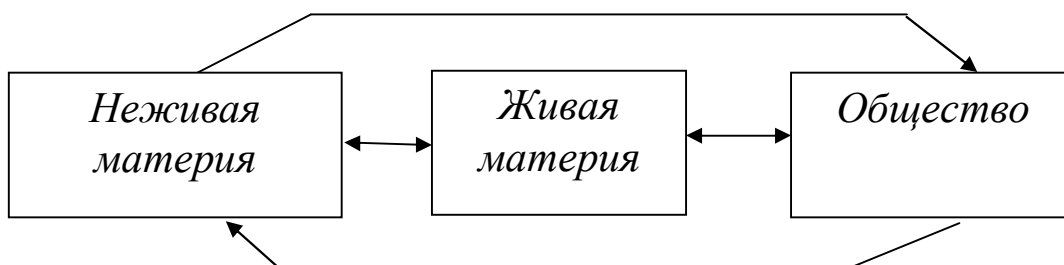 Неживая
материя
Живая
материя
Общество